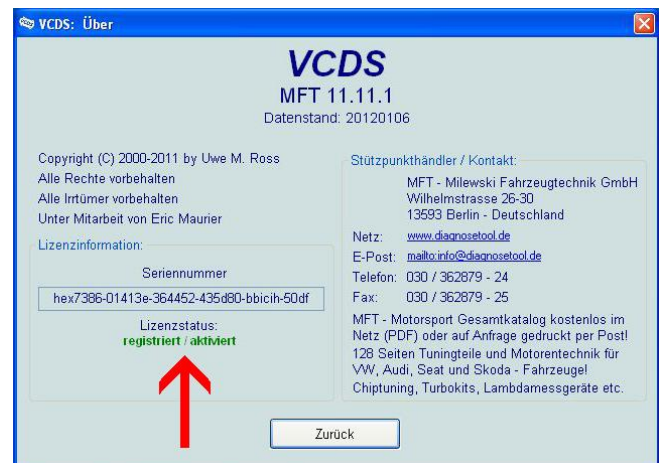 VCDS: Über
VCDS
MFT 11.11.1
Datenstand: 20120106
Copyright (C) 2000-2011 by Uwe M. Ross
Alle Rechte vorbehalten
Alle Irrtümer vorbehalten
Unter Mitarbeit von Eric Maurier
Lizenzinformation:
Seriennummer
hex7386-01413e-364452-435d80-bbicih-50df
Lizenzstatus:
registriert / aktiviert
Stützpunkthändler / Kontakt:
MFT - Milewski Fahrzeugtechnik GmbH
Wilhelmstrasse 26-30
13593 Berlin - Deutschland
Netz: www.diagnosetool.de
E-Post: mailto:info@diagnosetool.de
Telefon: 030 / 362879 - 24
Fax: 030 / 362879 - 25
MFT - Motorsport Gesamtkatalog kostenlos im
Netz (PDF) oder auf Anfrage gedruckt per Post!
128 Seiten Tuningteile und Motorentechnik für
VW, Audi, Seat und Skoda - Fahrzeuge!
Chiptuning, Turbokits, Lambdamessgeräte etc.
Zurück